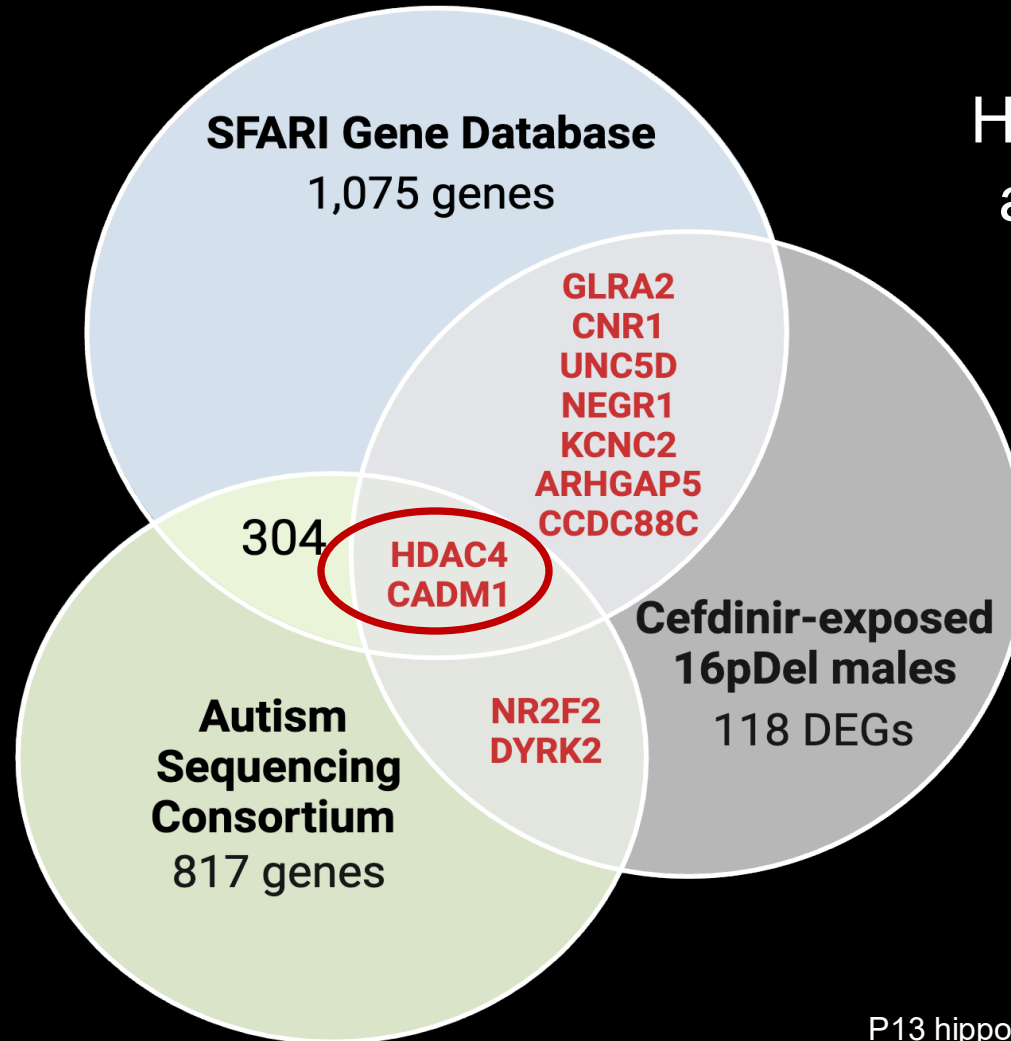 SFARI Gene Database
1,075 genes
H
a
GLRA2
CNR1
UNC5D
NEGR1
KCNC2
ARHGAP5
CCDC88C
304
HDAC4
CADM1
Cefdinir-exposed
16pDel males
118 DEGs
NR2F2
DYRK2
Autism
Sequencing
Consortium
817 genes
P13 hippo